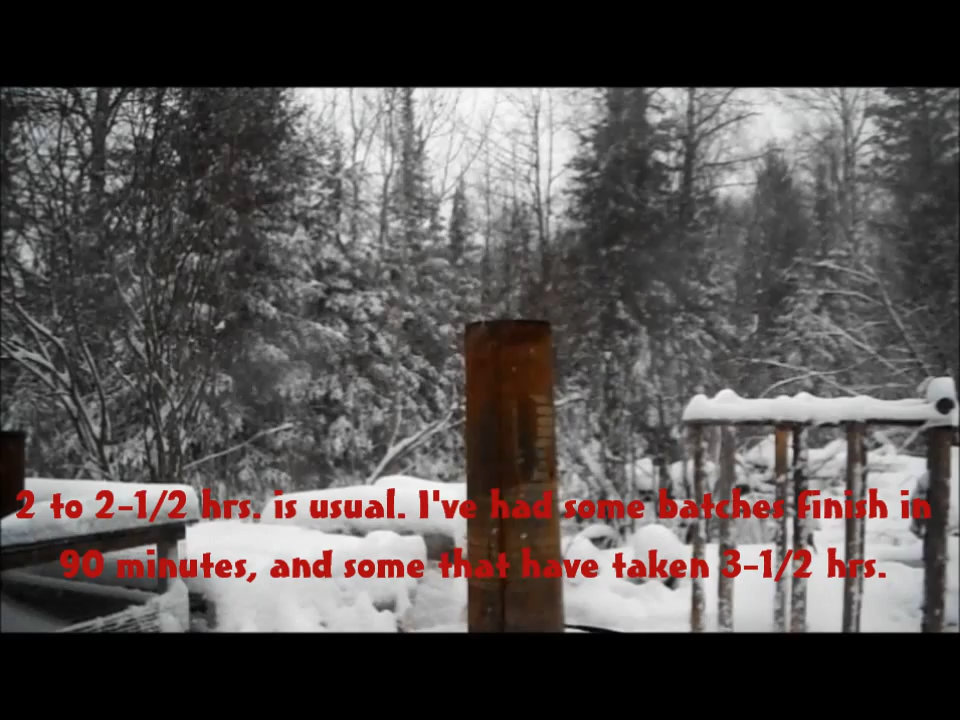 2 to 2-1/2 hrs. is usual. I've had some batches finish in
90 minutes, and some that have taken 3-1/2 hrs.